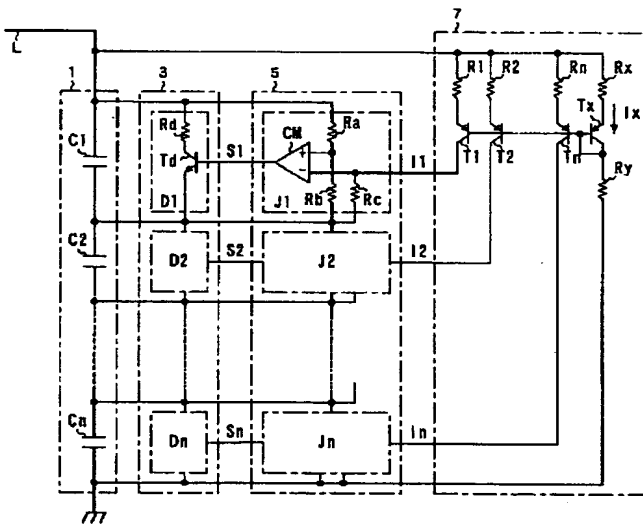 L
7
R1 R2 Rn Rx
1 3 5
Tx Ix
Rd Ra
C1 CM
Td S1 + I1
− T1 T2 Tn
Rb Rc Ry
D1 J1
C2 D2 S2 J2 I2
Cn Dn Sn Jn In